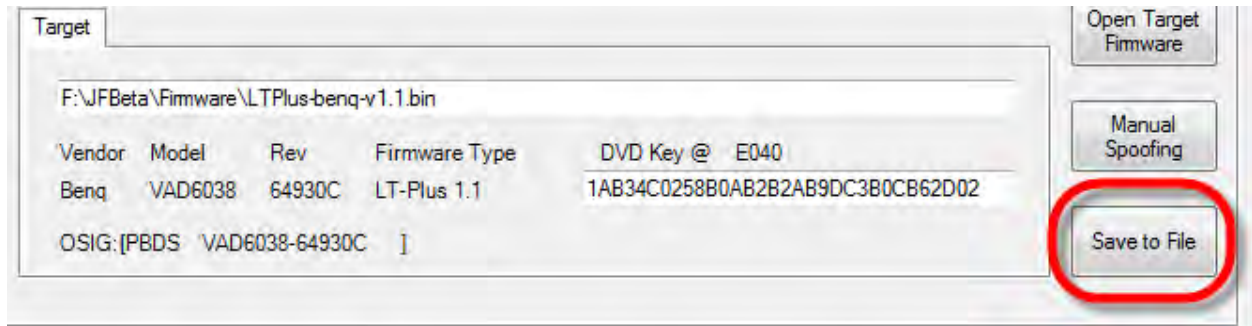 Target
Open Target
Firmware
F:\JFBeta\Firmware\LTPlus-benq-v1.1.bin
Manual
Spoofing
Vendor Model Rev Firmware Type DVD Key @ E040
Benq VAD6038 64930C LT-Plus 1.1 1AB34C0258B0AB2B2AB9DC3B0CB62D02
OSIG:[PBDS VAD6038-64930C ]
Save to File